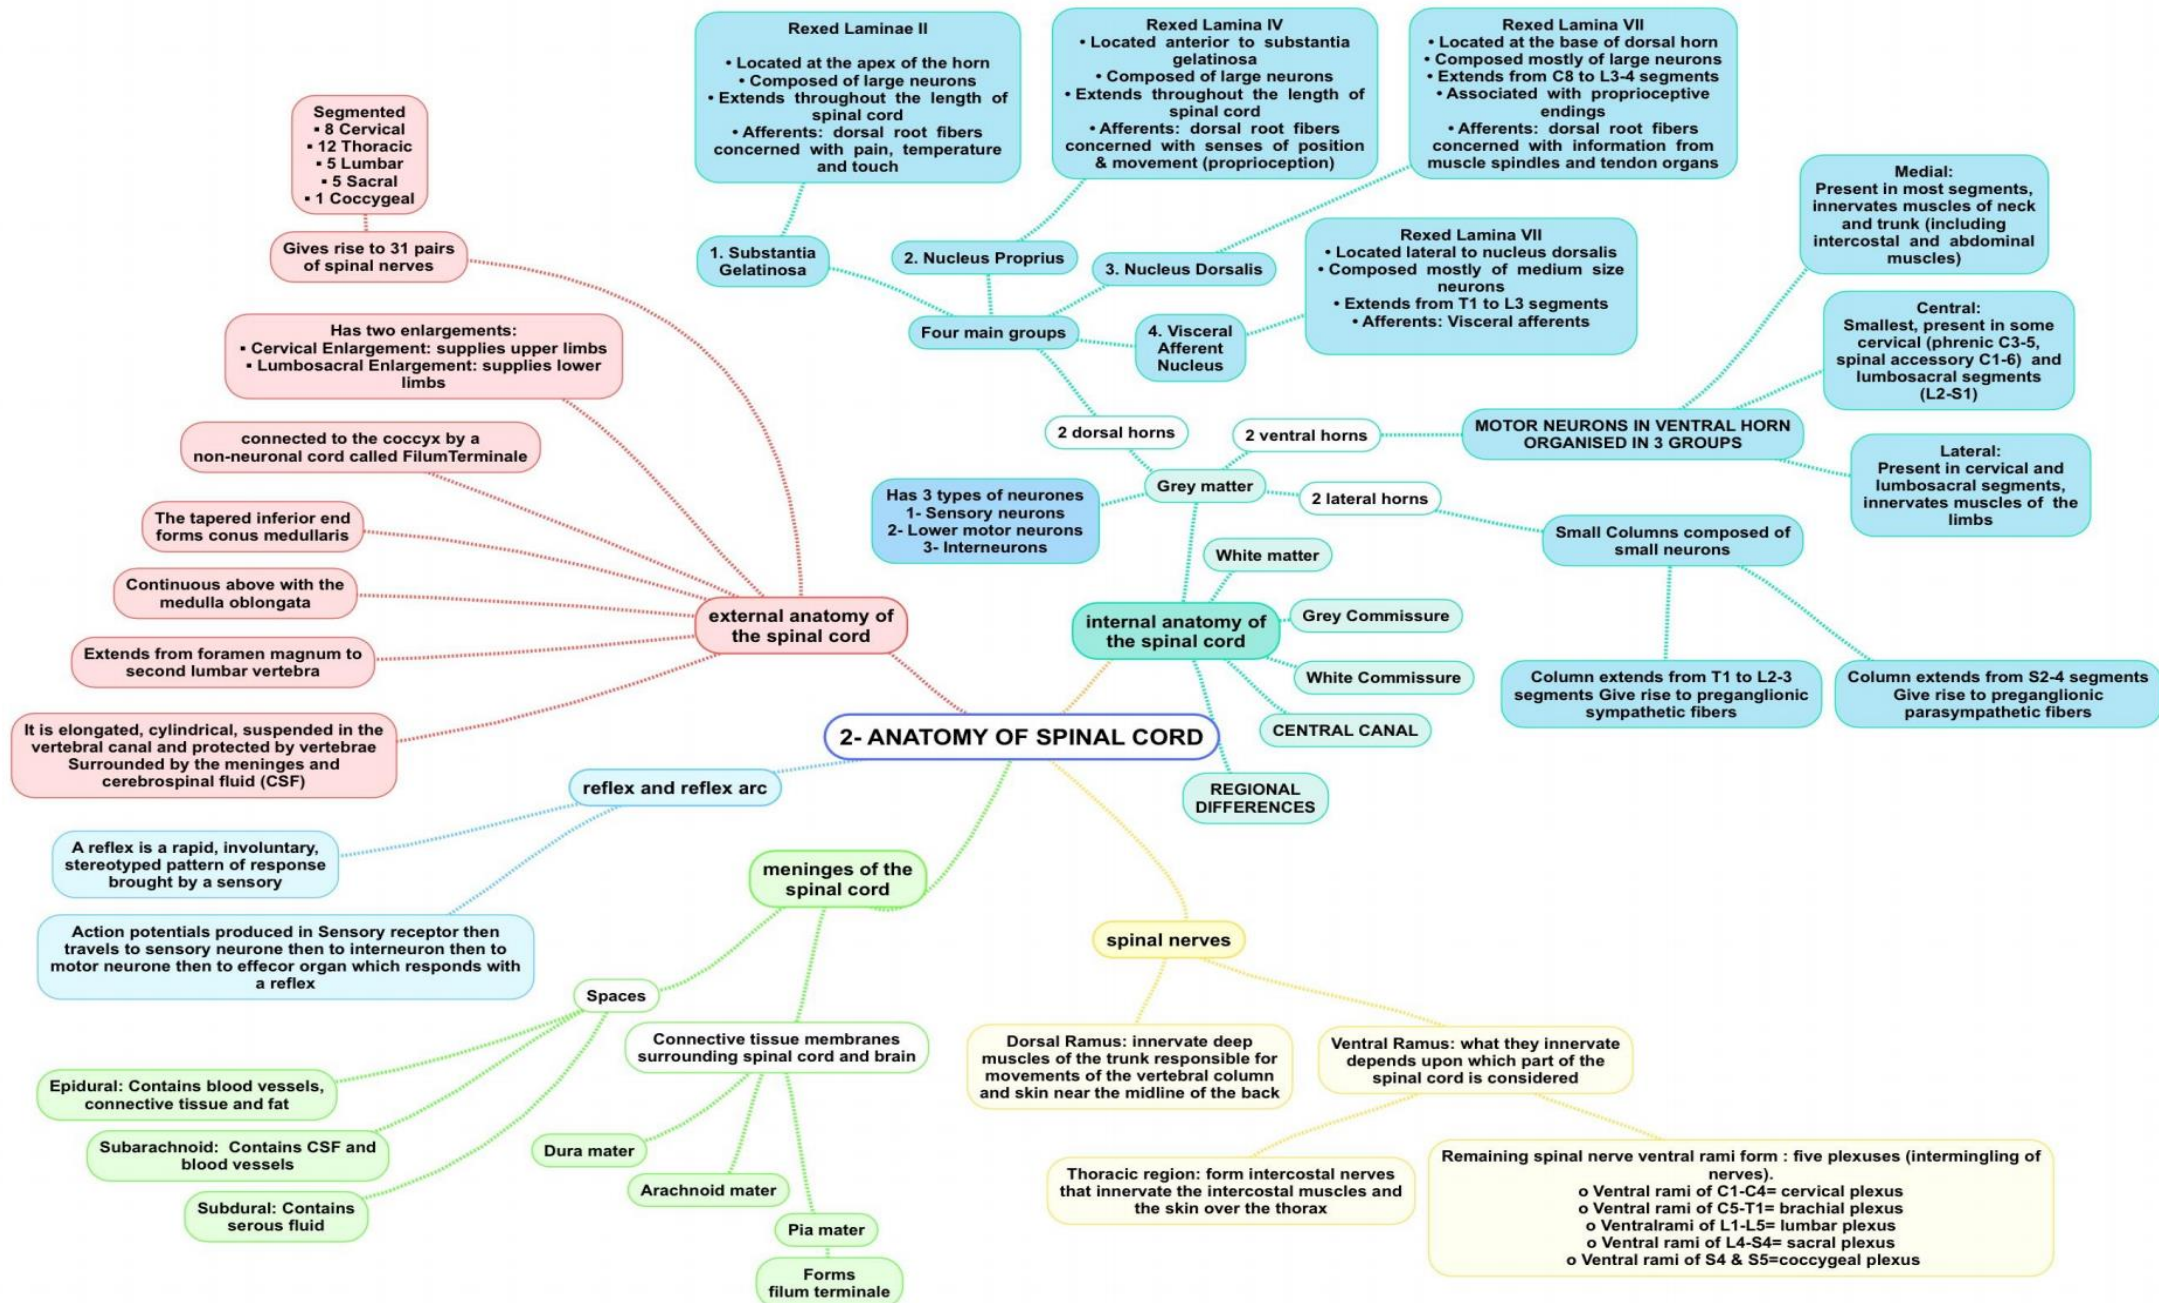 Rexed Laminae II
• Located at the apex of the horn
• Composed of large neurons
• Extends throughout the length of
spinal cord
• Afferents: dorsal root fibers
concerned with pain, temperature
and touch
Rexed Lamina IV
• Located anterior to substantia
gelatinosa
• Composed of large neurons
• Extends throughout the length of
spinal cord
• Afferents: dorsal root fibers
concerned with senses of position
& movement (proprioception)
Rexed Lamina VII
• Located at the base of dorsal horn
• Composed mostly of large neurons
• Extends from C8 to L3-4 segments
• Associated with proprioceptive
endings
• Afferents: dorsal root fibers
concerned with information from
muscle spindles and tendon organs
Segmented
▪ 8 Cervical
▪ 12 Thoracic
▪ 5 Lumbar
▪ 5 Sacral
▪ 1 Coccygeal
Gives rise to 31 pairs
of spinal nerves
1. Substantia
Gelatinosa
2. Nucleus Proprius
3. Nucleus Dorsalis
Rexed Lamina VII
• Located lateral to nucleus dorsalis
• Composed mostly of medium size
neurons
• Extends from T1 to L3 segments
• Afferents: Visceral afferents
Four main groups
4. Visceral
Afferent
Nucleus
Medial:
Present in most segments,
innervates muscles of neck
and trunk (including
intercostal and abdominal
muscles)
Central:
Smallest, present in some
cervical (phrenic C3-5,
spinal accessory C1-6) and
lumbosacral segments
(L2-S1)
Has two enlargements:
▪ Cervical Enlargement: supplies upper limbs
▪ Lumbosacral Enlargement: supplies lower
limbs
2 dorsal horns
2 ventral horns
MOTOR NEURONS IN VENTRAL HORN
ORGANISED IN 3 GROUPS
Lateral:
Present in cervical and
lumbosacral segments,
innervates muscles of the
limbs
connected to the coccyx by a
non-neuronal cord called FilumTerminale
Grey matter
2 lateral horns
Has 3 types of neurones
1- Sensory neurons
2- Lower motor neurons
3- Interneurons
Small Columns composed of
small neurons
The tapered inferior end
forms conus medullaris
White matter
Continuous above with the
medulla oblongata
external anatomy of
the spinal cord
internal anatomy of
the spinal cord
Grey Commissure
White Commissure
Extends from foramen magnum to
second lumbar vertebra
Column extends from T1 to L2-3
segments Give rise to preganglionic
sympathetic fibers
Column extends from S2-4 segments
Give rise to preganglionic
parasympathetic fibers
It is elongated, cylindrical, suspended in the
vertebral canal and protected by vertebrae
Surrounded by the meninges and
cerebrospinal fluid (CSF)
2- ANATOMY OF SPINAL CORD
CENTRAL CANAL
REGIONAL
DIFFERENCES
reflex and reflex arc
A reflex is a rapid, involuntary,
stereotyped pattern of response
brought by a sensory
Action potentials produced in Sensory receptor then
travels to sensory neurone then to interneuron then to
motor neurone then to effecor organ which responds with
a reflex
meninges of the
spinal cord
spinal nerves
Spaces
Connective tissue membranes
surrounding spinal cord and brain
Epidural: Contains blood vessels,
connective tissue and fat
Subarachnoid: Contains CSF and
blood vessels
Subdural: Contains
serous fluid
Dura mater
Arachnoid mater
Pia mater
Forms
filum terminale
Dorsal Ramus: innervate deep
muscles of the trunk responsible for
movements of the vertebral column
and skin near the midline of the back
Ventral Ramus: what they innervate
depends upon which part of the
spinal cord is considered
Thoracic region: form intercostal nerves
that innervate the intercostal muscles and
the skin over the thorax
Remaining spinal nerve ventral rami form : five plexuses (intermingling of
nerves).
o Ventral rami of C1-C4= cervical plexus
o Ventral rami of C5-T1= brachial plexus
o Ventralrami of L1-L5= lumbar plexus
o Ventral rami of L4-S4= sacral plexus
o Ventral rami of S4 & S5=coccygeal plexus